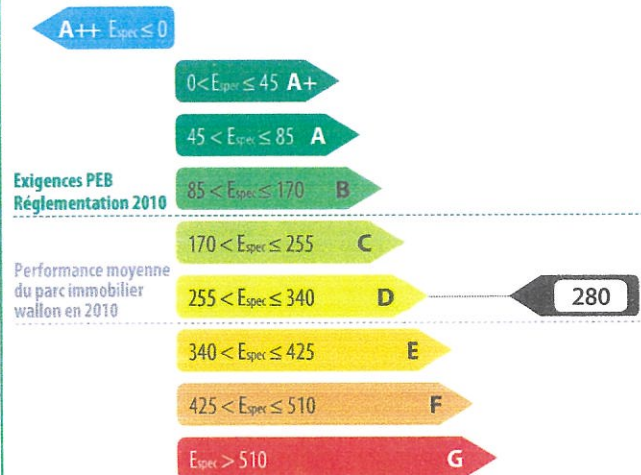 A++ Espec ≤ 0
0 < Espec ≤ 45 A+
45 < Espec ≤ 85 A
Exigences PEB
Réglementation 2010
85 < Espec ≤ 170 B
170 < Espec ≤ 255 C
Performance moyenne
du parc immobilier
wallon en 2010
255 < Espec ≤ 340 D
280
340 < Espec ≤ 425 E
425 < Espec ≤ 510 F
Espec > 510 G